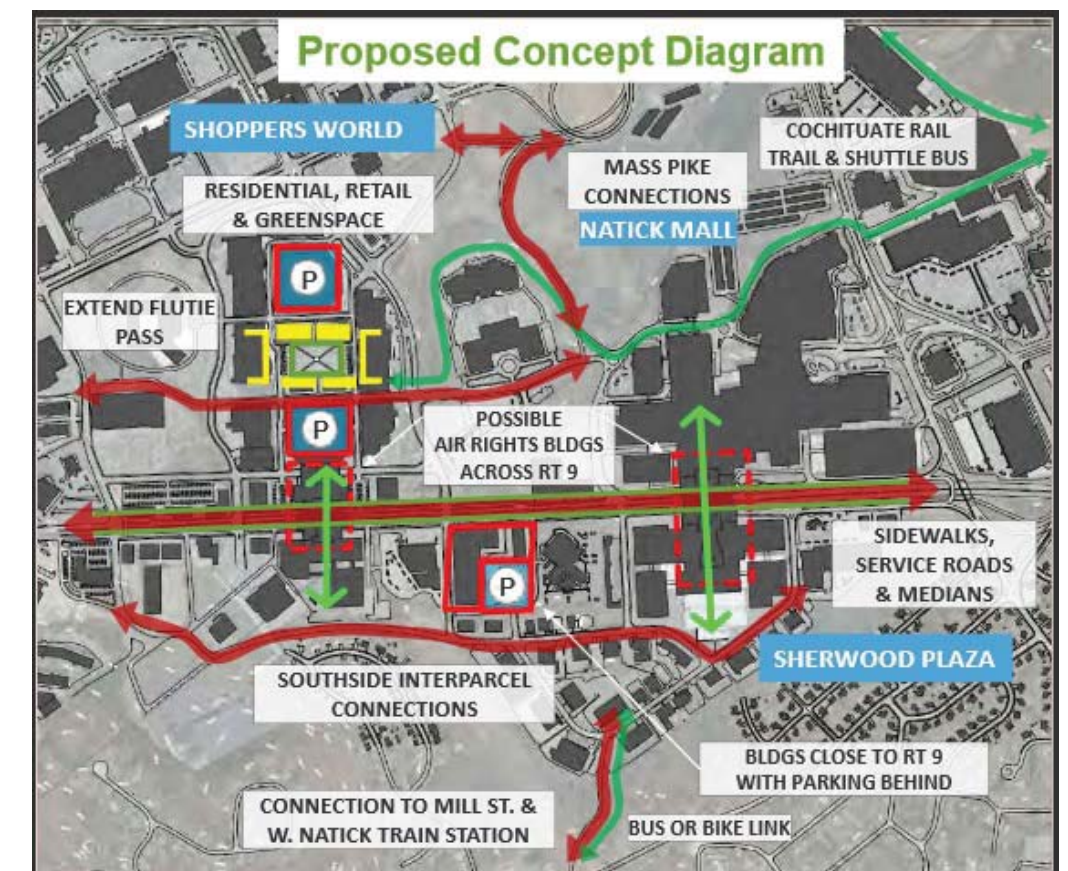 Proposed Concept Diagram
SHOPPERS WORLD
COCHITUATE RAIL
TRAIL & SHUTTLE BUS
MASS PIKE
CONNECTIONS
NATICK MALL
RESIDENTIAL, RETAIL
& GREENSPACE
P
EXTEND FLUTIE
PASS
P
POSSIBLE
AIR RIGHTS BLDGS
ACROSS RT 9
SIDEWALKS,
SERVICE ROADS
& MEDIANS
P
SHERWOOD PLAZA
SOUTHSIDE INTERPARCEL
CONNECTIONS
BLDGS CLOSE TO RT 9
WITH PARKING BEHIND
CONNECTION TO MILL ST. &
W. NATICK TRAIN STATION
BUS OR BIKE LINK